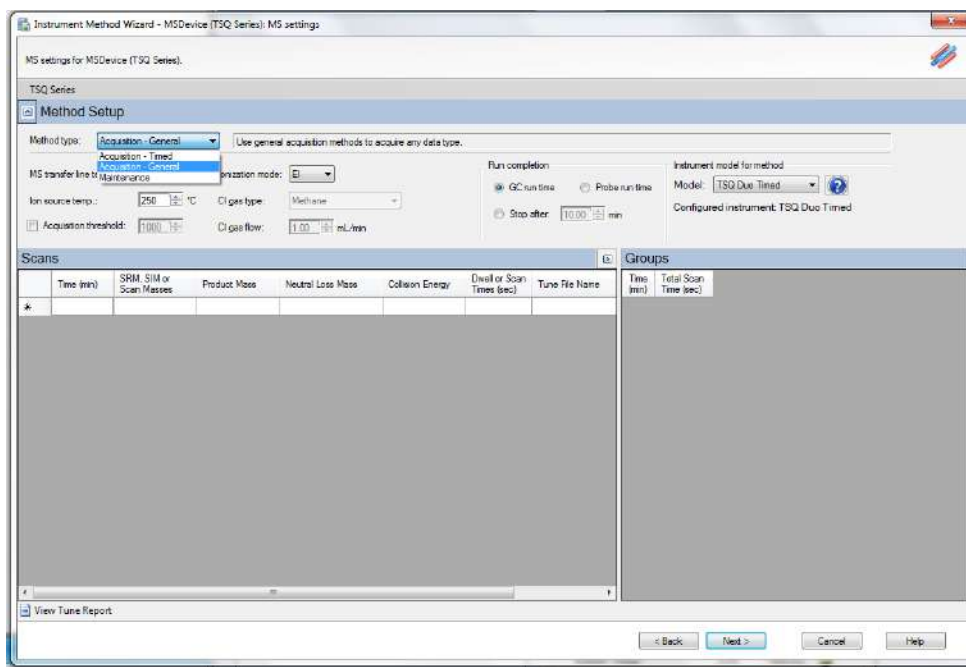 Instrument Method Wizard - MSDevice (TSQ Series): MS settings
MS settings for MSDevice (TSQ Series).
TSQ Series
Method Setup
Method type: Acquisition - General Use general acquisition methods to acquire any data type.
Acquisition - Timed
Acquisition - General
Maintenance
MS transfer line t onization mode: EI
Run completion
GC run time Probe run time
Stop after 10.00 min
Instrument model for method
Model: TSQ Duo Timed
Configured instrument: TSQ Duo Timed
Ion source temp.: 250 °C CI gas type: Methane
Acquisition threshold: 1000 CI gas flow: 1.00 mL/min
Scans
Time (min) SRM, SIM or Scan Masses Product Mass Neutral Loss Mass Collision Energy Dwell or Scan Times (sec) Tune File Name
Groups
Time (min) Total Scan Time (sec)
View Tune Report
< Back Next > Cancel Help